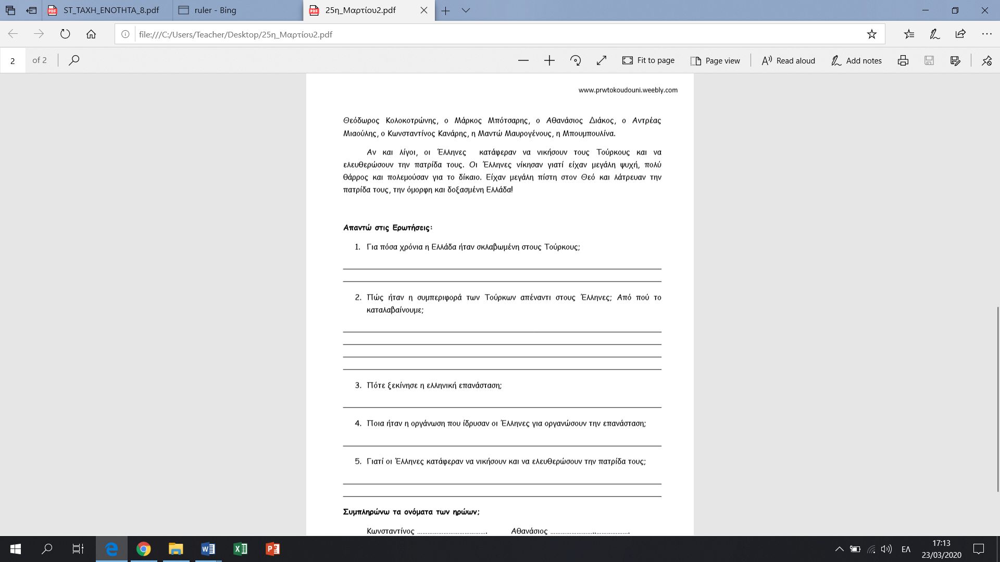 ST_TAXH_ENOTHTA_8.pdf
ruler - Bing
25η_Μαρτίου2.pdf
file:///C:/Users/Teacher/Desktop/25η_Μαρτίου2.pdf
2 of 2
Fit to page
Page view
Read aloud
Add notes
www.prwtokoudouni.weebly.com
Θεόδωρος Κολοκοτρώνης, ο Μάρκος Μπότσαρης, ο Αθανάσιος Διάκος, ο Αντρέας
Μιαούλης, ο Κωνσταντίνος Κανάρης, η Μαντώ Μαυρογένους, η Μπουμπουλίνα.
Αν και λίγοι, οι Έλληνες κατάφεραν να νικήσουν τους Τούρκους και να
ελευθερώσουν την πατρίδα τους. Οι Έλληνες νίκησαν γιατί είχαν μεγάλη ψυχή, πολύ
θάρρος και πολεμούσαν για το δίκαιο. Είχαν μεγάλη πίστη στον Θεό και λάτρευαν την
πατρίδα τους, την όμορφη και δοξασμένη Ελλάδα!
Απαντώ στις Ερωτήσεις:
1. Για πόσα χρόνια η Ελλάδα ήταν σκλαβωμένη στους Τούρκους;
2. Πώς ήταν η συμπεριφορά των Τούρκων απέναντι στους Έλληνες; Από πού το
καταλαβαίνουμε;
3. Πότε ξεκίνησε η ελληνική επανάσταση;
4. Ποια ήταν η οργάνωση που ίδρυσαν οι Έλληνες για οργανώσουν την επανάσταση;
5. Γιατί οι Έλληνες κατάφεραν να νικήσουν και να ελευθερώσουν την πατρίδα τους;
Συμπληρώνω τα ονόματα των ηρώων;
Κωνσταντίνος ………………………………….  Αθανάσιος ……………………..……………….
ΕΛ
17:13
23/03/2020